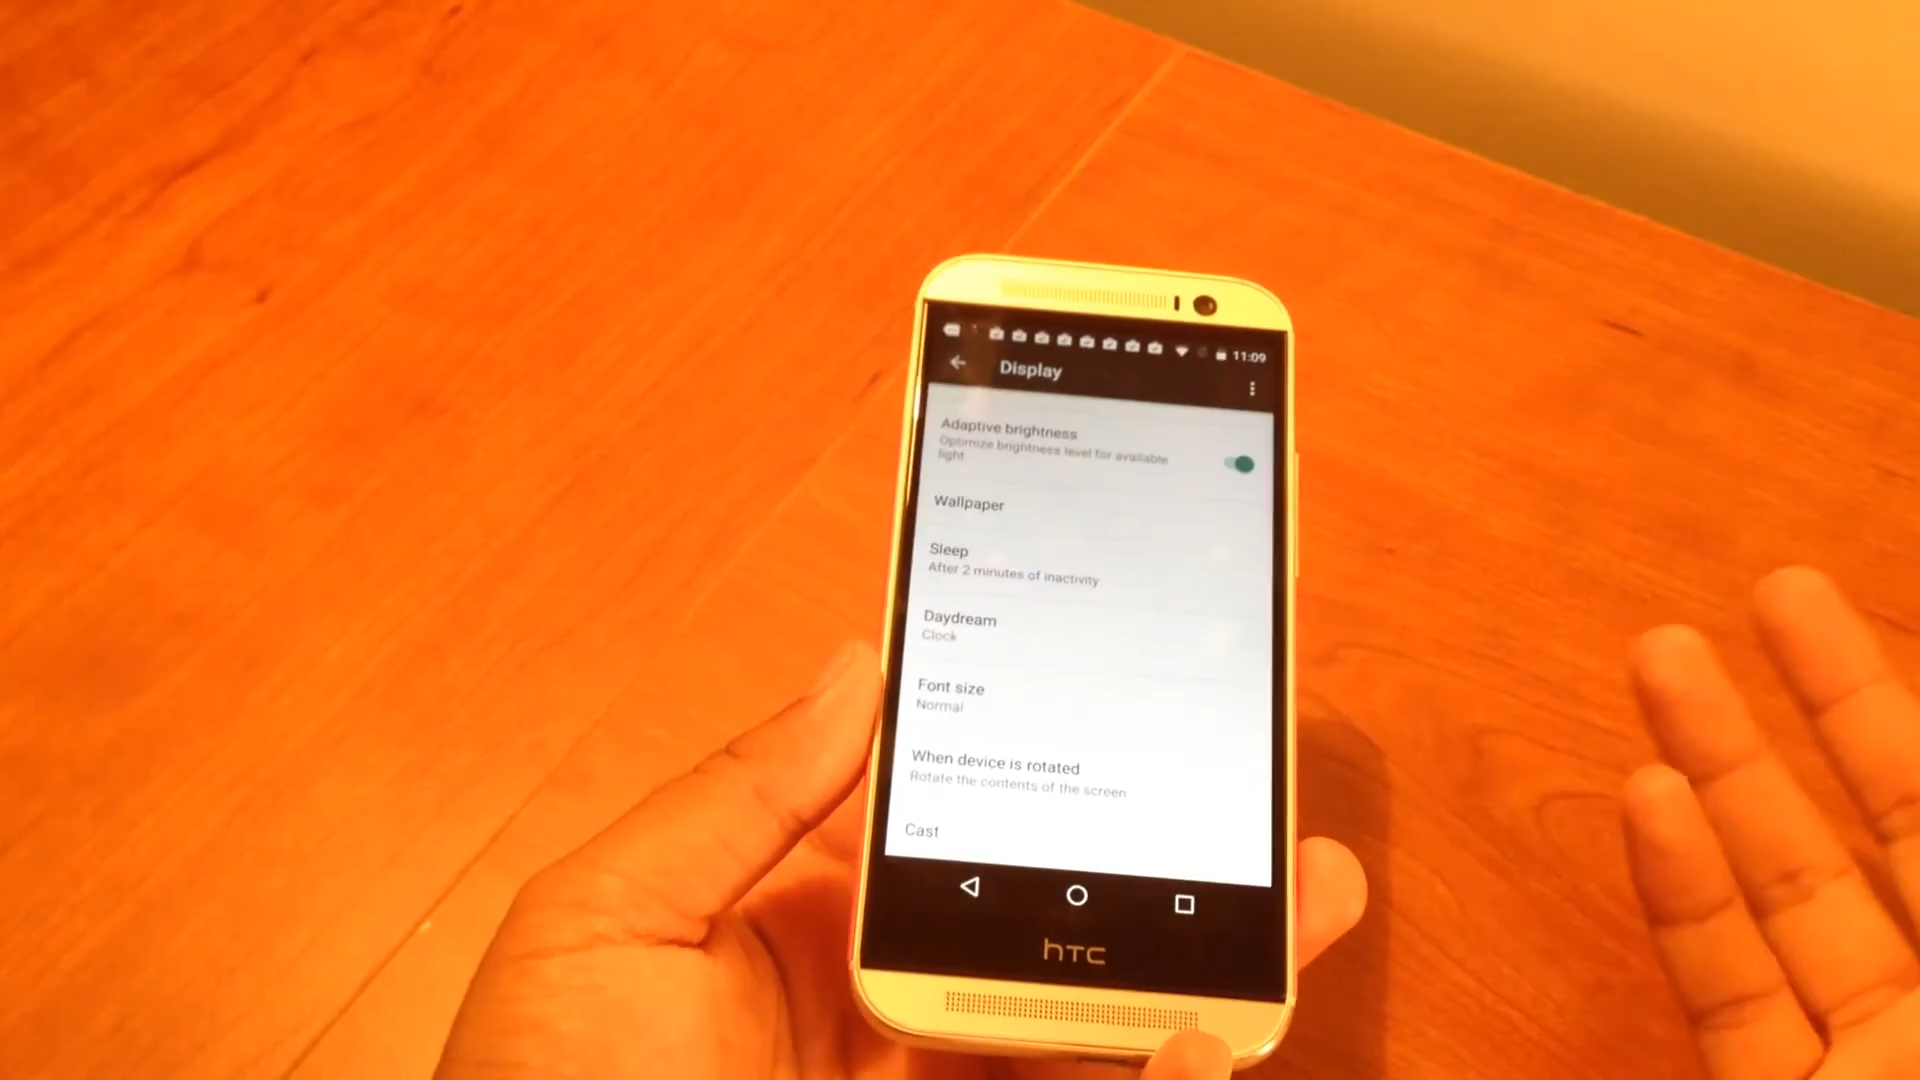 11:09
Display
Adaptive brightness
Optimize brightness level for available
light
Wallpaper
Sleep
After 2 minutes of inactivity
Daydream
Clock
Font size
Normal
When device is rotated
Rotate the contents of the screen
Cast
hTC